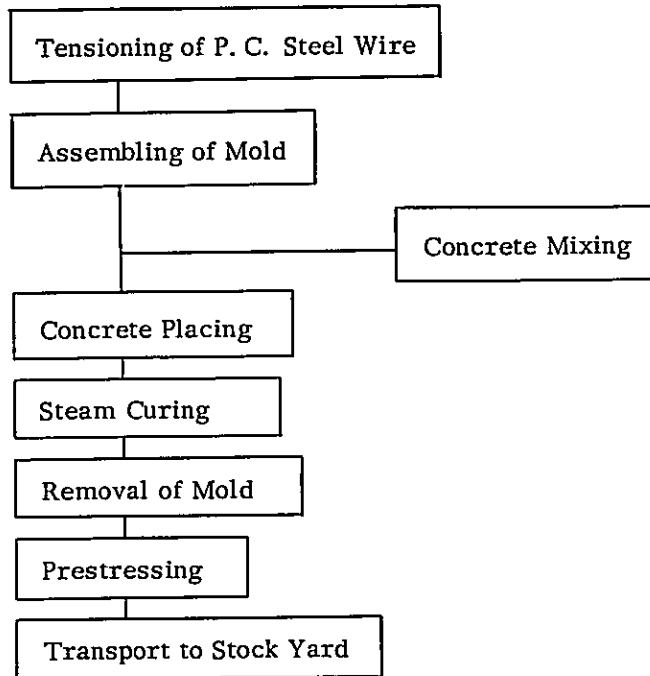 Tensioning of P. C. Steel Wire
Assembling of Mold
Concrete Mixing
Concrete Placing
Steam Curing
Removal of Mold
Prestressing
Transport to Stock Yard